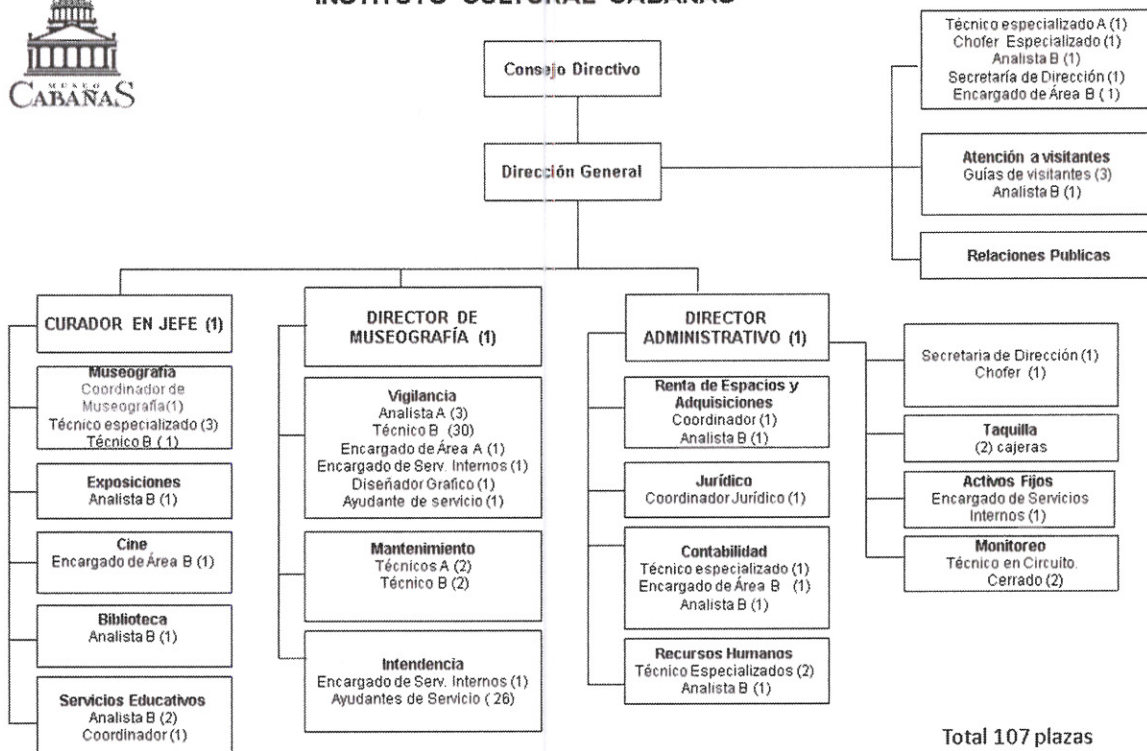 INSTITUTO CULTURAL CABAÑAS
MUSEO
CABAÑAS
Consejo Directivo
Dirección General
Técnico especializado A (1)
Chofer Especializado (1)
Analista B (1)
Secretaría de Dirección (1)
Encargado de Área B ( 1)
Atención a visitantes
Guías de visitantes (3)
Analista B (1)
Relaciones Publicas
CURADOR EN JEFE (1)
Museografía
Coordinador de
Museografía(1)
Técnico especializado (3)
Técnico B ( 1)
Exposiciones
Analista B (1)
Cine
Encargado de Área B (1)
Biblioteca
Analista B (1)
Servicios Educativos
Analista B (2)
Coordinador (1)
DIRECTOR DE
MUSEOGRAFÍA (1)
Vigilancia
Analista A (3)
Técnico B (30)
Encargado de Área A (1)
Encargado de Serv. Internos (1)
Diseñador Grafico (1)
Ayudante de servicio (1)
Mantenimiento
Técnicos A (2)
Técnico B (2)
Intendencia
Encargado de Serv. Internos (1)
Ayudantes de Servicio ( 26)
DIRECTOR
ADMINISTRATIVO (1)
Renta de Espacios y
Adquisiciones
Coordinador (1)
Analista B (1)
Jurídico
Coordinador Jurídico (1)
Contabilidad
Técnico especializado (1)
Encargado de Área B (1)
Analista B (1)
Recursos Humanos
Técnico Especializados (2)
Analista B (1)
Secretaria de Dirección (1)
Chofer (1)
Taquilla
(2) cajeras
Activos Fijos
Encargado de Servicios
Internos (1)
Monitoreo
Técnico en Circuito.
Cerrado (2)
Total 107 plazas